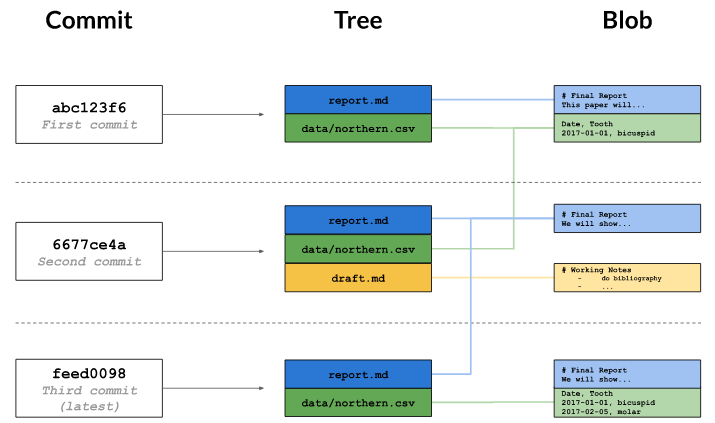 Commit
Tree
Blob
abc123f6
First commit
report.md
data/northern.csv
# Final Report
This paper will...
Date, Tooth
2017-01-01, bicuspid
6677ce4a
Second commit
report.md
data/northern.csv
draft.md
# Final Report
We will show...
# Working Notes
- do bibliography
- ...
feed0098
Third commit
(latest)
report.md
data/northern.csv
# Final Report
We will show...
Date, Tooth
2017-01-01, bicuspid
2017-02-05, molar